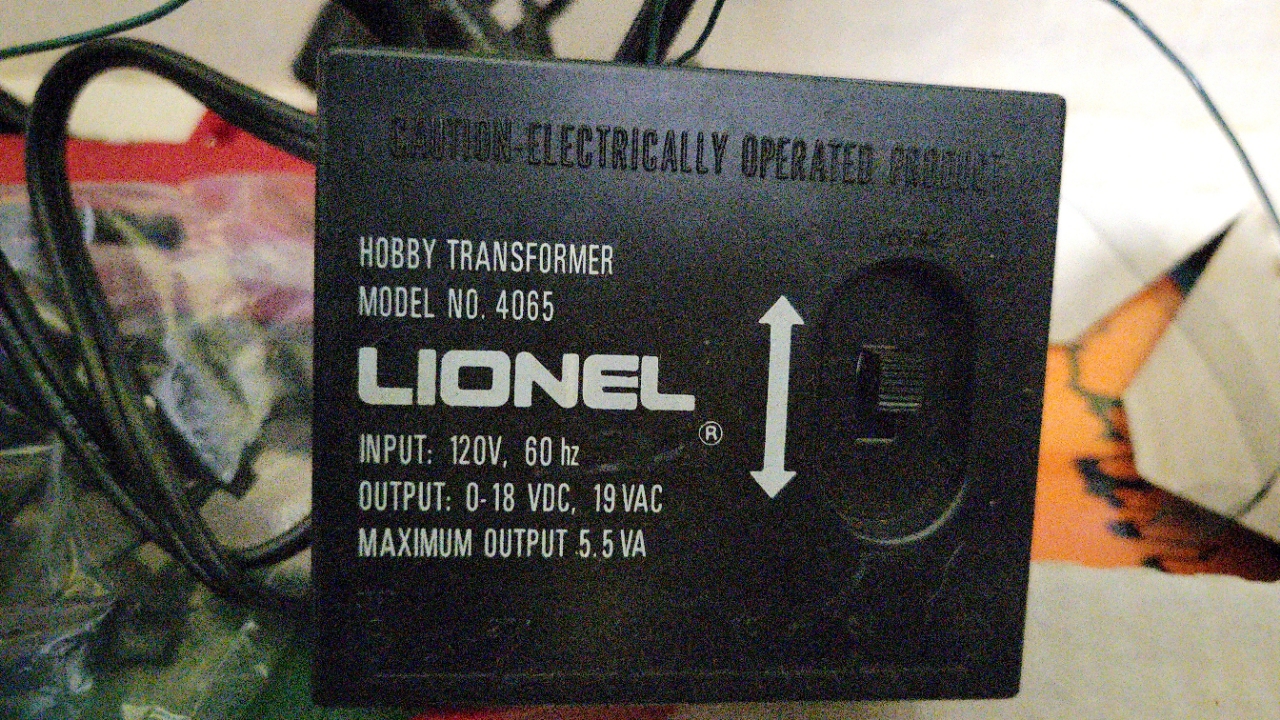 CAUTION-ELECTRICALLY OPERATED PRODUCT
HOBBY TRANSFORMER
MODEL NO. 4065
LIONEL
®
INPUT: 120V, 60 hz
OUTPUT: 0-18 VDC, 19 VAC
MAXIMUM OUTPUT 5.5 VA